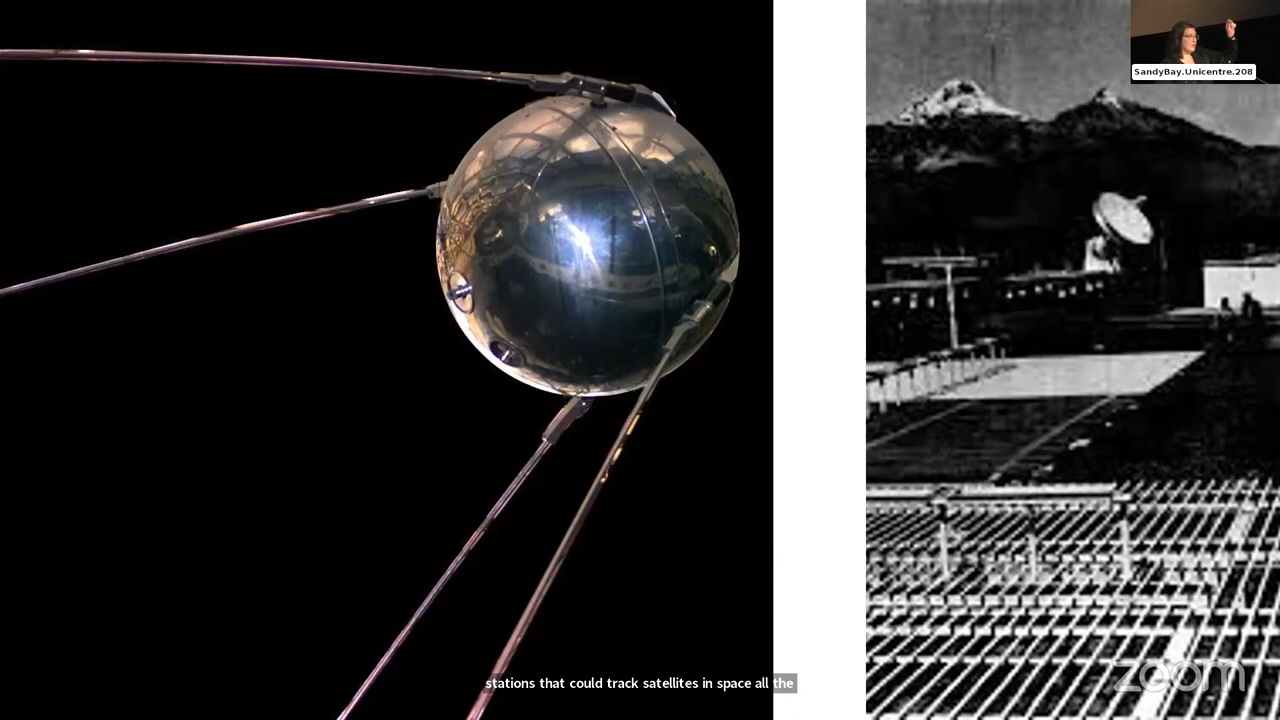 SandyBay.Unicentre.208
stations that could track satellites in space all the
zoom